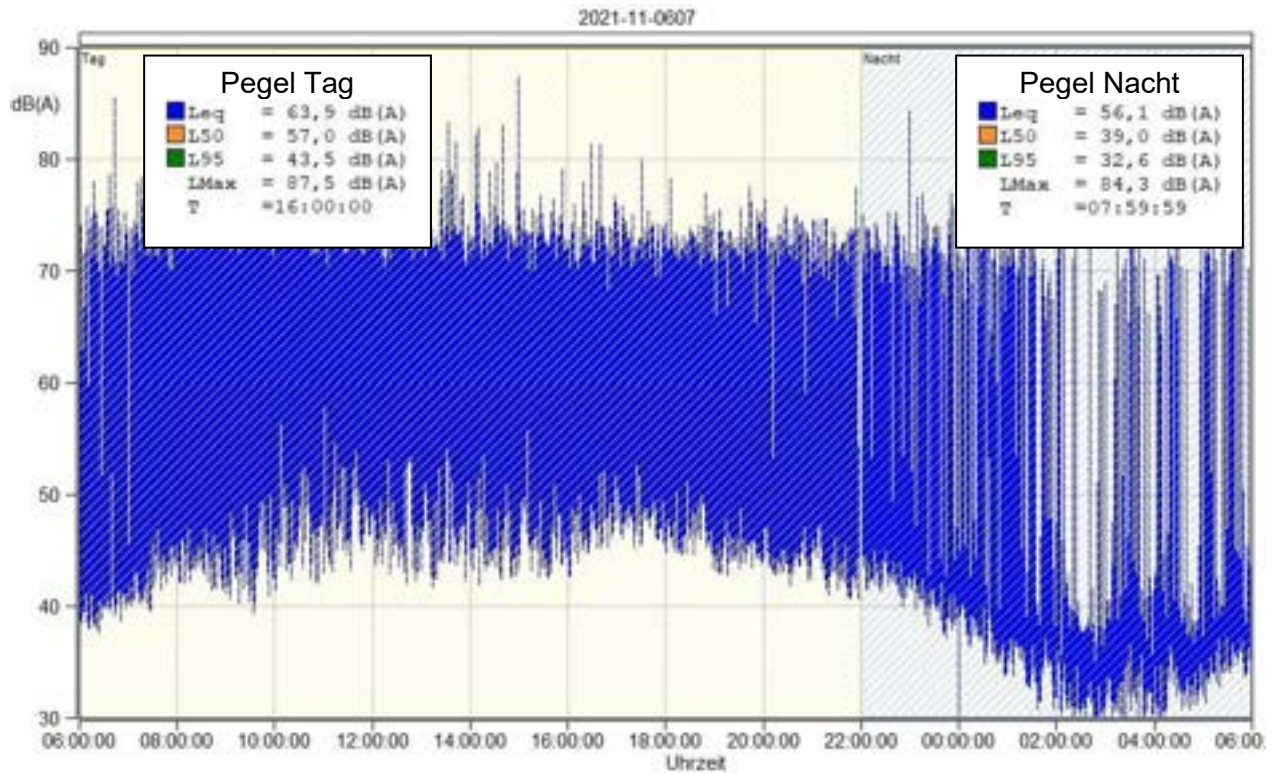 2021-11-0607
90
Tag
Nacht
dB(A)
Pegel Tag
Leq = 63,9 dB(A)
L50 = 57,0 dB(A)
L95 = 43,5 dB(A)
LMax = 87,5 dB(A)
T =16:00:00
Pegel Nacht
Leq = 56,1 dB(A)
L50 = 39,0 dB(A)
L95 = 32,6 dB(A)
LMax = 84,3 dB(A)
T =07:59:59
80
70
60
50
40
30
06:00:00 08:00:00 10:00:00 12:00:00 14:00:00 16:00:00 18:00:00 20:00:00 22:00:00 00:00:00 02:00:00 04:00:00 06:00:
Uhrzeit